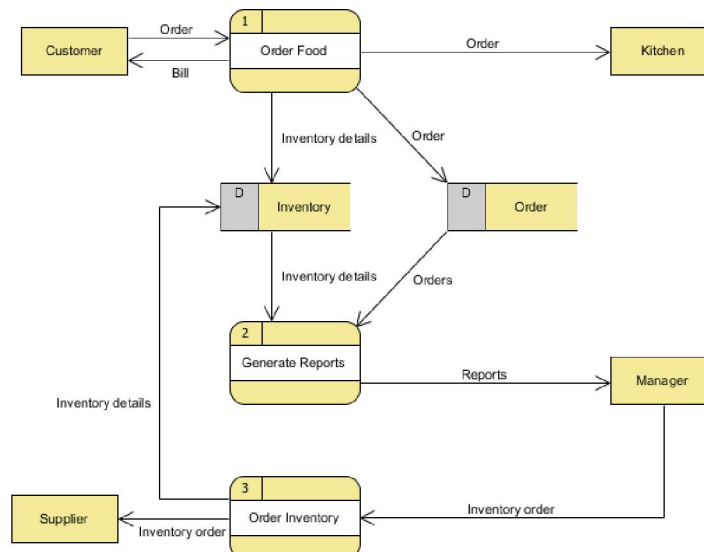 1
Order
Customer
Order Food
Order
Kitchen
Bill
Inventory details
Order
D
Inventory
D
Order
Inventory details
Orders
2
Generate Reports
Reports
Manager
Inventory details
3
Inventory order
Supplier
Order Inventory
Inventory order